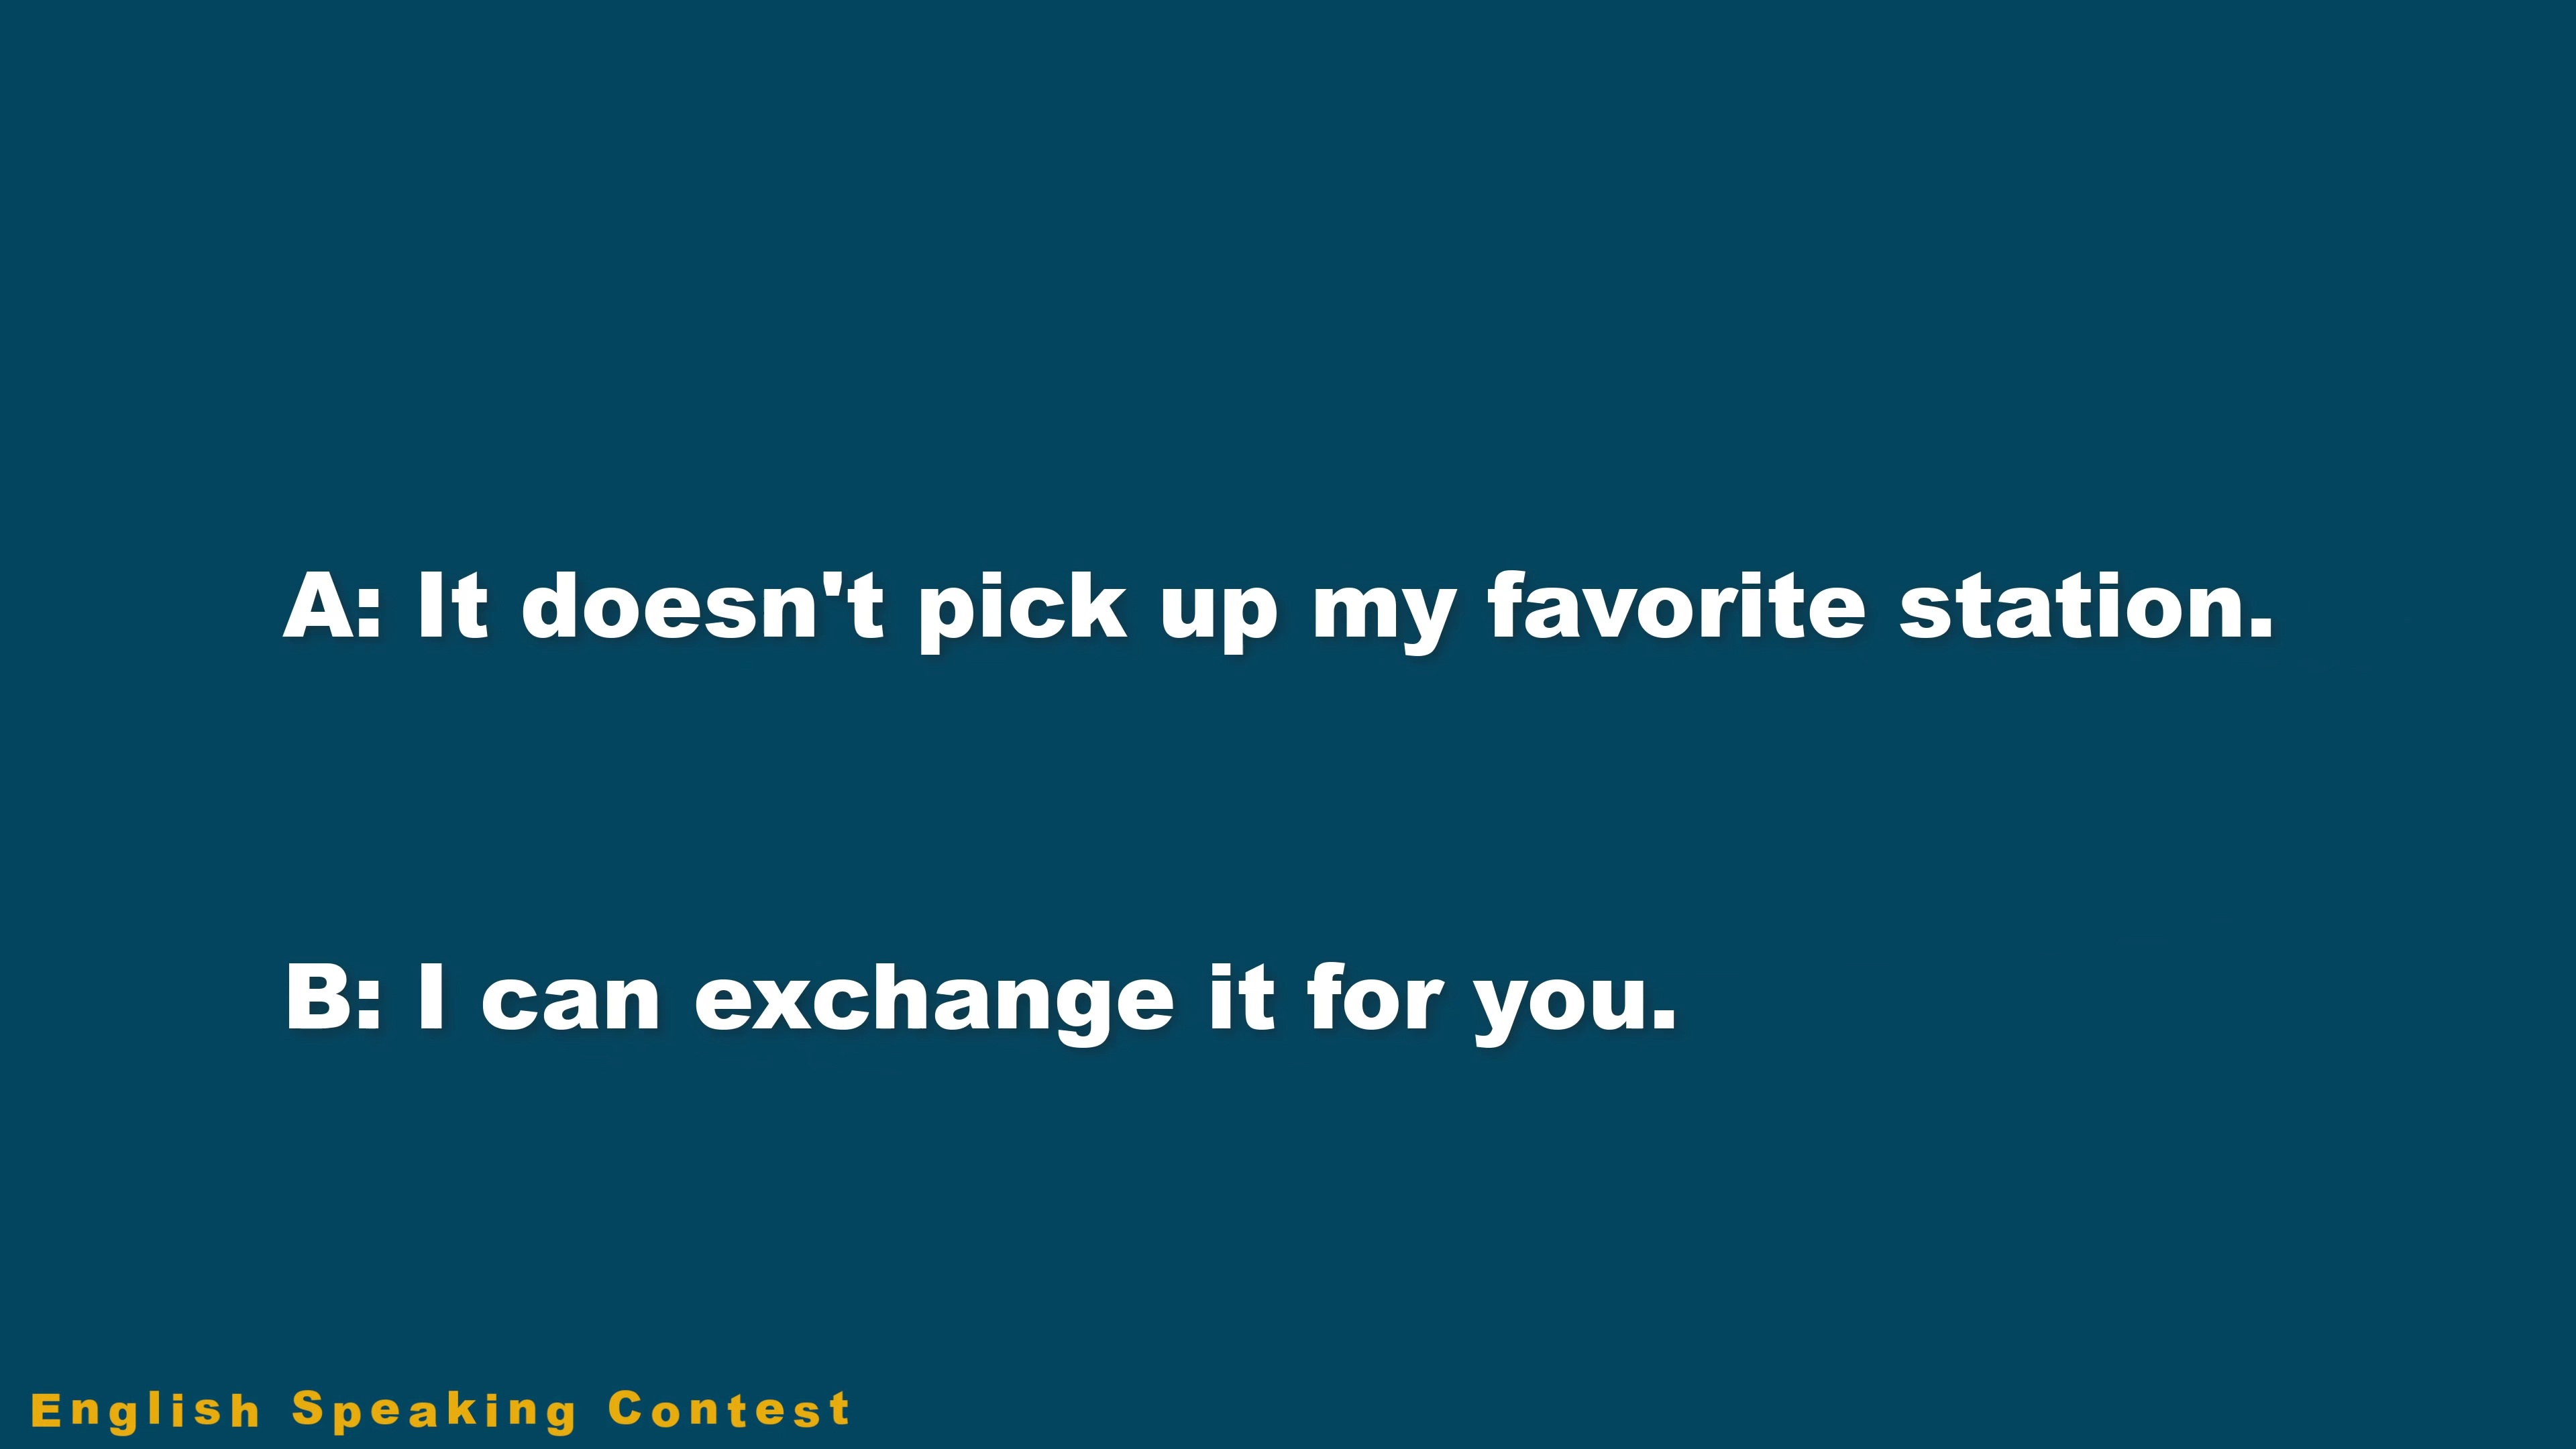 A: It doesn't pick up my favorite station.
B: I can exchange it for you.
English Speaking Contest